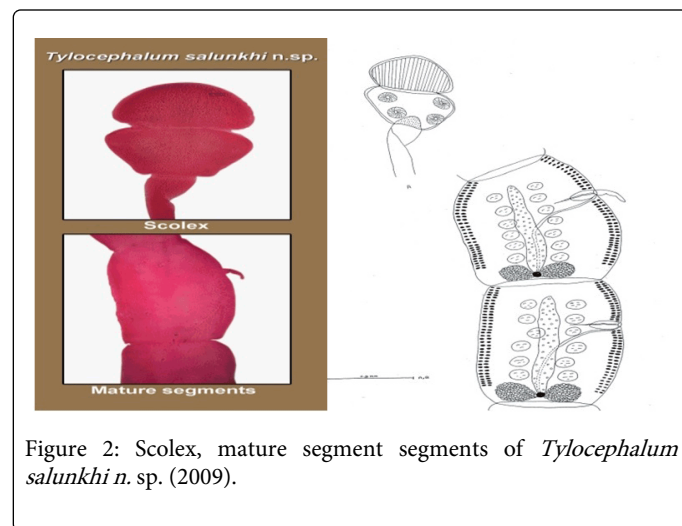 Tylocephalum salunkhi n.sp.
Scolex
Mature segments
Figure 2: Scolex, mature segment segments of Tylocephalum
salunkhi n. sp. (2009).